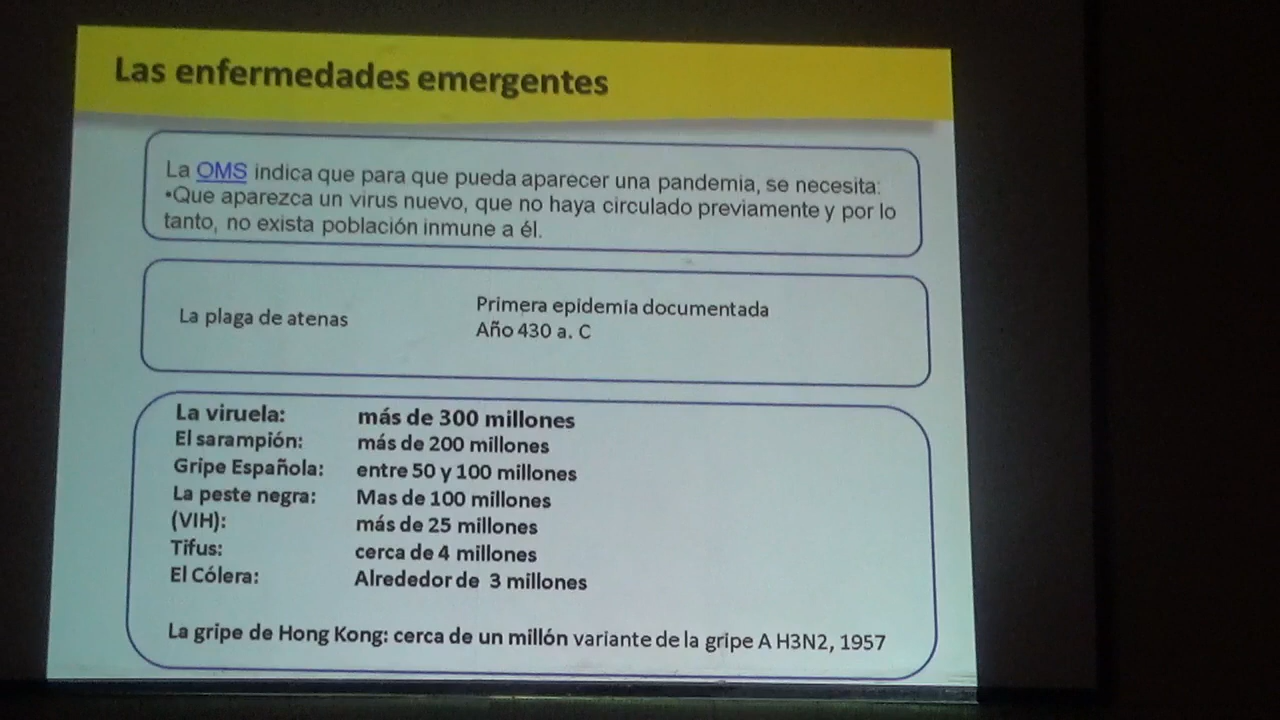 Las enfermedades emergentes
La OMS indica que para que pueda aparecer una pandemia, se necesita:
•Que aparezca un virus nuevo, que no haya circulado previamente y por lo
tanto, no exista población inmune a él.
La plaga de atenas
Primera epidemia documentada
Año 430 a. C
La viruela: más de 300 millones
El sarampión: más de 200 millones
Gripe Española: entre 50 y 100 millones
La peste negra: Mas de 100 millones
(VIH): más de 25 millones
Tifus: cerca de 4 millones
El Cólera: Alrededor de 3 millones
La gripe de Hong Kong: cerca de un millón variante de la gripe A H3N2, 1957